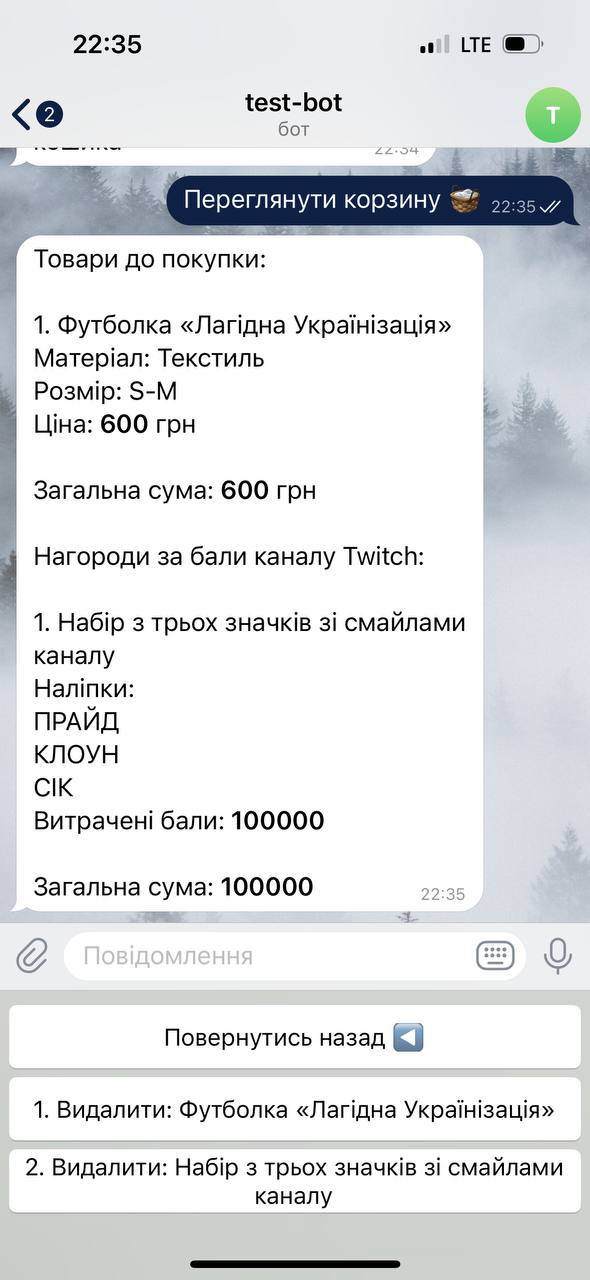 22:35
LTE
2
test-bot
бот
T
22:34
Переглянути корзину
22:35
Товари до покупки:
1. Футболка «Лагідна Українізація»
Матеріал: Текстиль
Розмір: S-M
Ціна: 600 грн
Загальна сума: 600 грн
Нагороди за бали каналу Twitch:
1. Набір з трьох значків зі смайлами
каналу
Наліпки:
ПРАЙД
КЛОУН
СІК
Витрачені бали: 100000
Загальна сума: 100000
22:35
Повідомлення
Повернутись назад
1. Видалити: Футболка «Лагідна Українізація»
2. Видалити: Набір з трьох значків зі смайлами
каналу